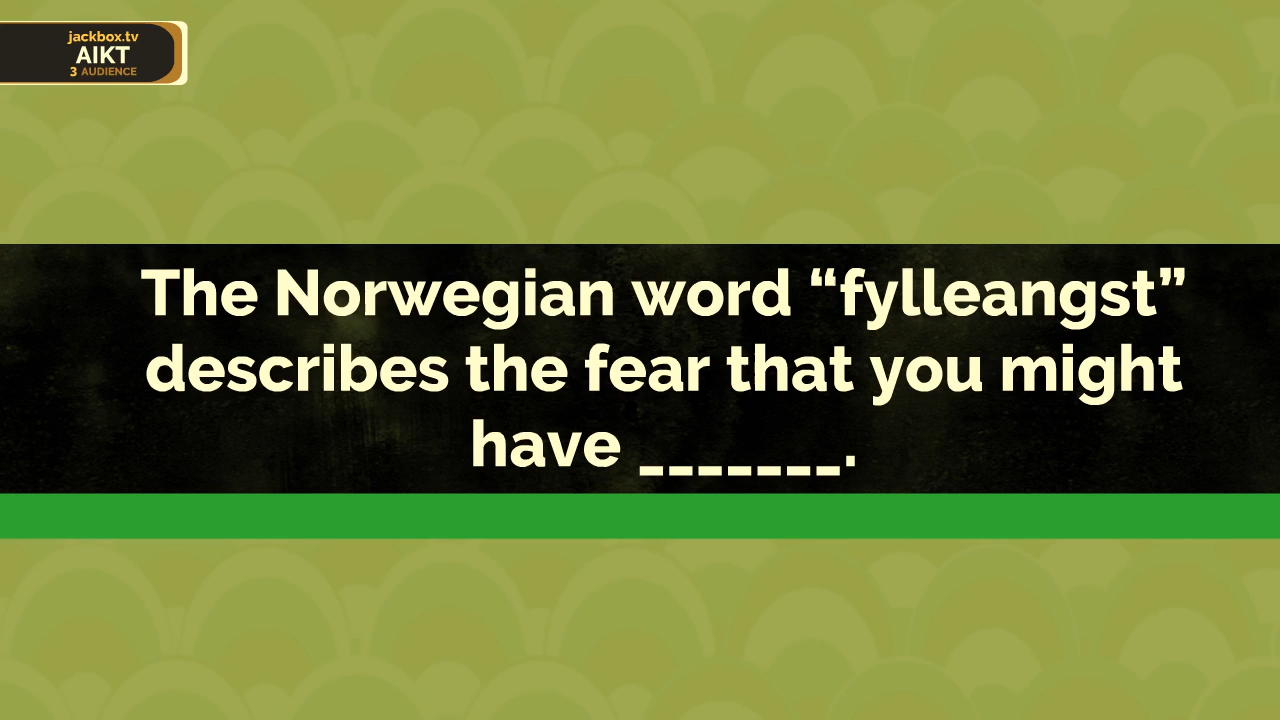 jackbox.tv
AIKT
3 AUDIENCE
The Norwegian word “fylleangst”
describes the fear that you might
have _______.